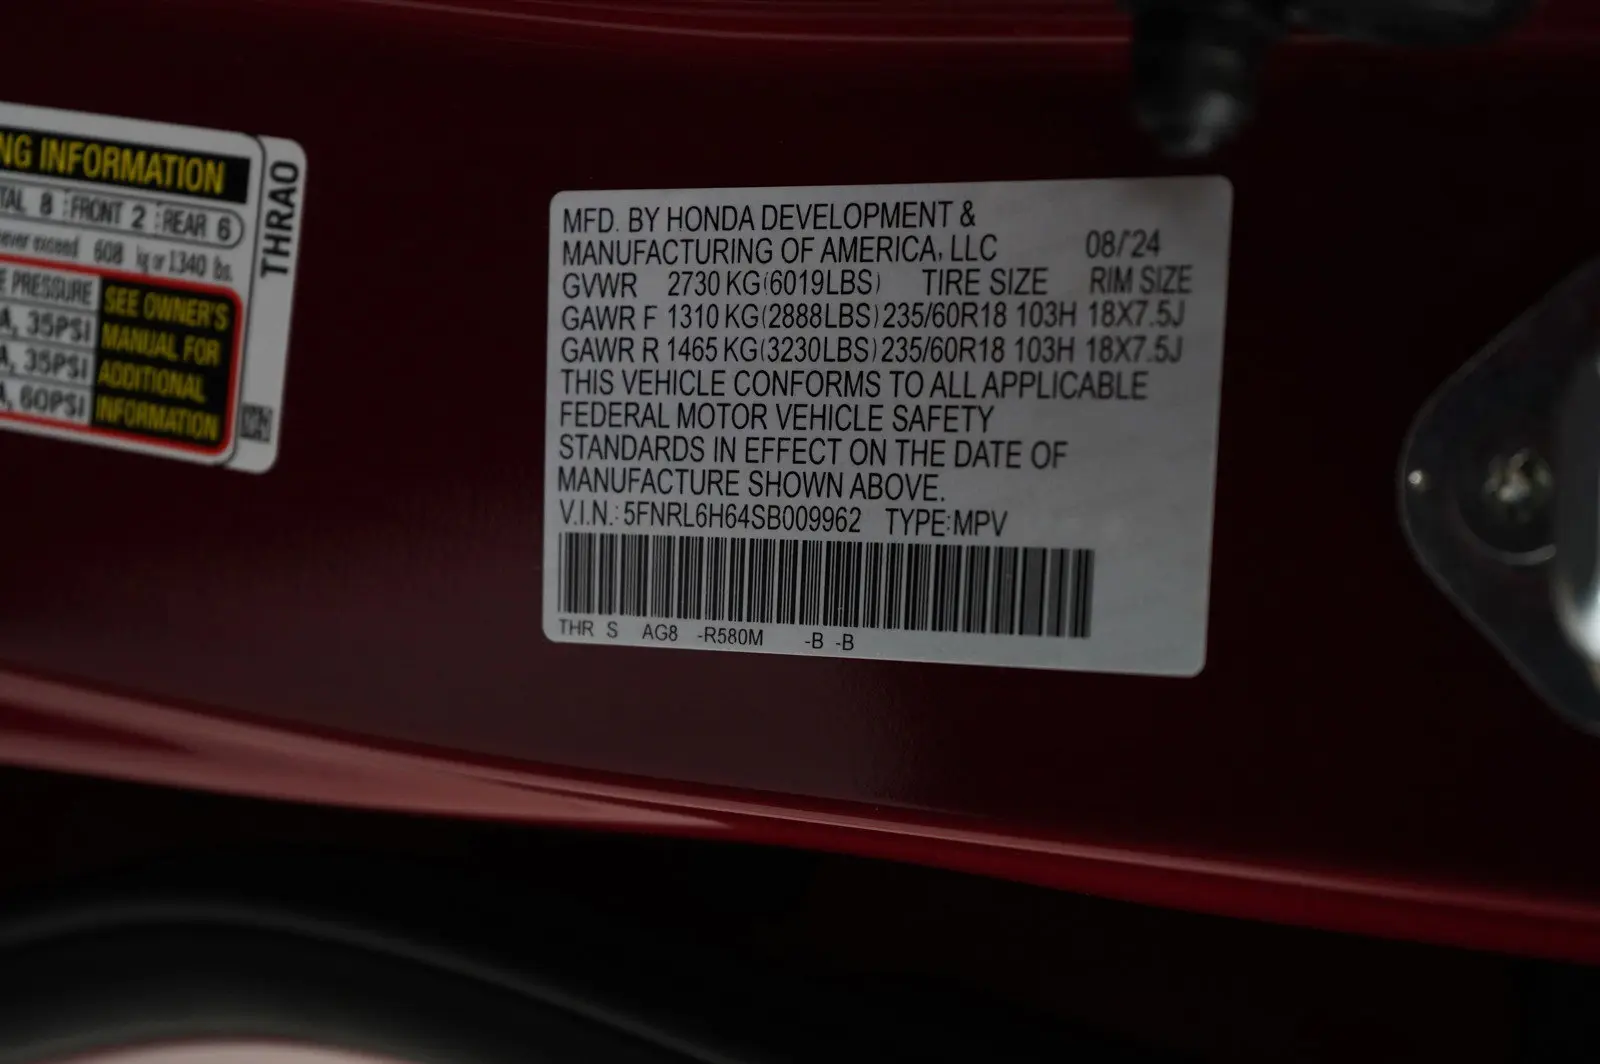 NG INFORMATION
TAL 8 FRONT 2 REAR 6
never exceed 608 kg or 1340 lbs.
E PRESSURE
A, 35PSI
A, 35PSI
A, 60PSI
SEE OWNER'S
MANUAL FOR
ADDITIONAL
INFORMATION
THRAO
MFD. BY HONDA DEVELOPMENT &
MANUFACTURING OF AMERICA, LLC 08/'24
GVWR 2730 KG(6019LBS) TIRE SIZE RIM SIZE
GAWR F 1310 KG(2888LBS) 235/60R18 103H 18X7.5J
GAWR R 1465 KG(3230LBS) 235/60R18 103H 18X7.5J
THIS VEHICLE CONFORMS TO ALL APPLICABLE
FEDERAL MOTOR VEHICLE SAFETY
STANDARDS IN EFFECT ON THE DATE OF
MANUFACTURE SHOWN ABOVE.
V.I.N.: 5FNRL6H64SB009962 TYPE:MPV
THR S AG8 -R580M -B -B